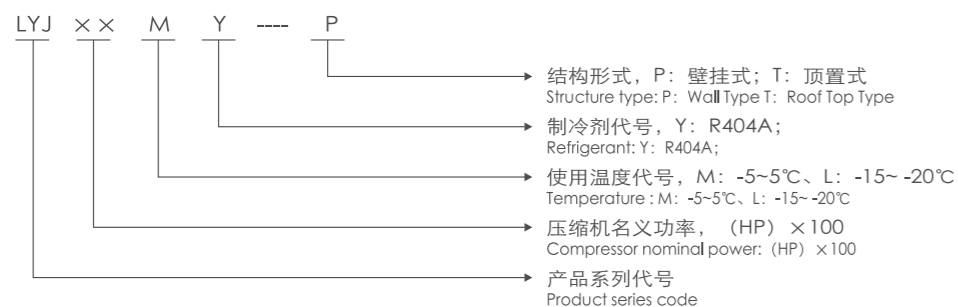 LYJ ×× M Y ---- P
结构形式，P：壁挂式；T：顶置式
Structure type: P：Wall Type T：Roof Top Type
制冷剂代号，Y：R404A；
Refrigerant: Y：R404A；
使用温度代号，M：-5~5℃、L：-15~ -20℃
Temperature : M：-5~5℃、L：-15~ -20℃
压缩机名义功率，（HP）×100
Compressor nominal power:（HP）×100
产品系列代号
Product series code